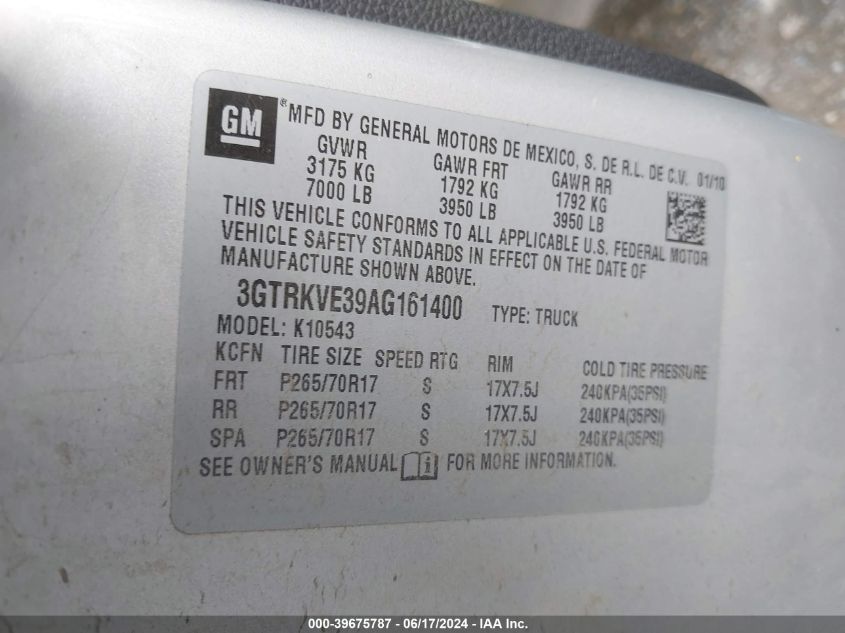 GM ® MFD BY GENERAL MOTORS DE MEXICO, S. DE R.L. DE C.V. 01/10
GVWR GAWR FRT GAWR RR
3175 KG 1792 KG 1792 KG
7000 LB 3950 LB 3950 LB
THIS VEHICLE CONFORMS TO ALL APPLICABLE U.S. FEDERAL MOTOR
VEHICLE SAFETY STANDARDS IN EFFECT ON THE DATE OF
MANUFACTURE SHOWN ABOVE.
3GTRKVE39AG161400 TYPE: TRUCK
MODEL: K10543
KCFN TIRE SIZE SPEED RTG RIM COLD TIRE PRESSURE
FRT P265/70R17 S 17X7.5J 240KPA(35PSI)
RR P265/70R17 S 17X7.5J 240KPA(35PSI)
SPA P265/70R17 S 17X7.5J 240KPA(35PSI)
SEE OWNER'S MANUAL i FOR MORE INFORMATION.
000-39675787 - 06/17/2024 - IAA Inc.